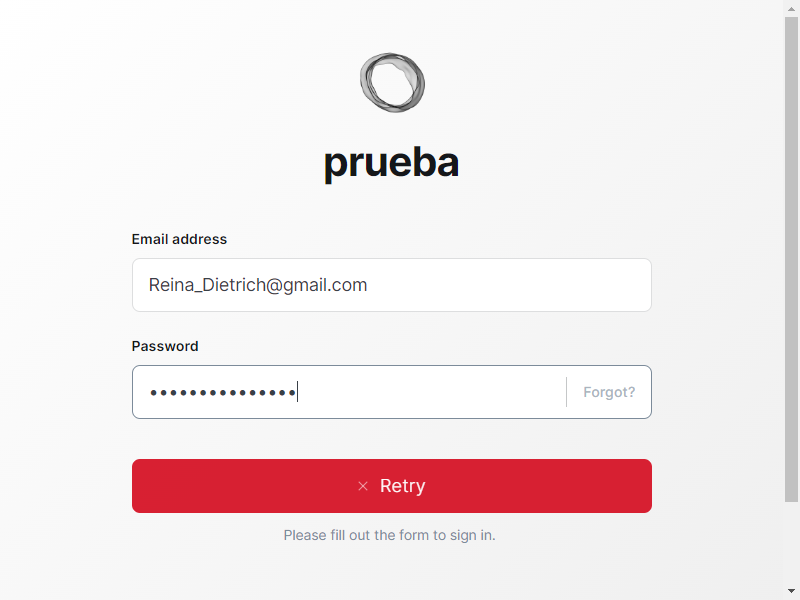 prueba
Email address
Reina_Dietrich@gmail.com
Password
•••••••••••••••
Forgot?
× Retry
Please fill out the form to sign in.